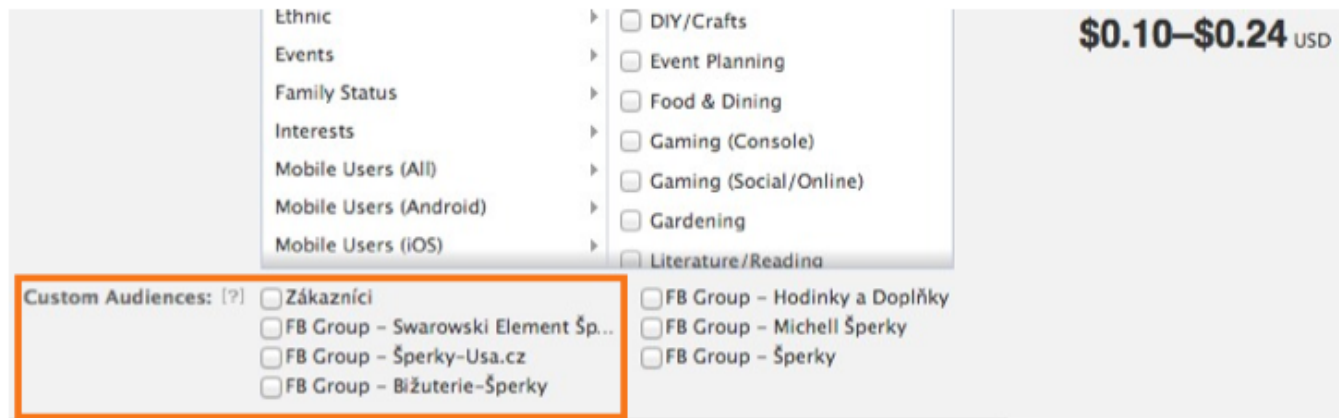 Ethnic
Events
Family Status
Interests
Mobile Users (All)
Mobile Users (Android)
Mobile Users (iOS)
DIY/Crafts
Event Planning
Food & Dining
Gaming (Console)
Gaming (Social/Online)
Gardening
Literature/Reading
$0.10–$0.24 USD
Custom Audiences: [?]
Zákazníci
FB Group – Swarowski Element Šp...
FB Group – Šperky-Usa.cz
FB Group – Bižuterie-Šperky
FB Group – Hodinky a Doplňky
FB Group – Michell Šperky
FB Group – Šperky